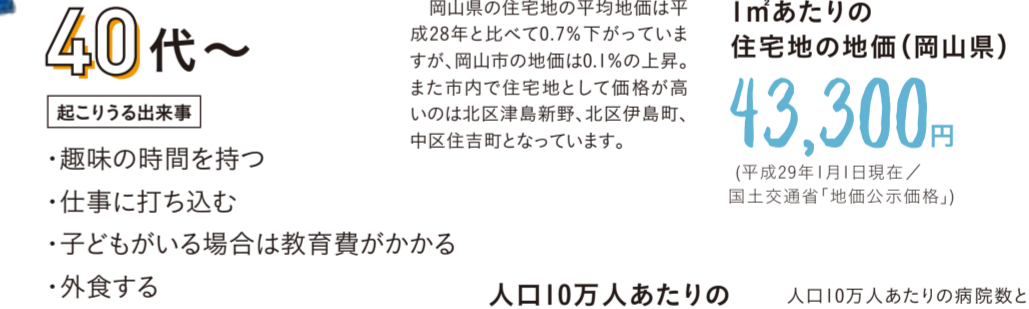 40代〜
起こりうる出来事
・趣味の時間を持つ
・仕事に打ち込む
・子どもがいる場合は教育費がかかる
・外食する
岡山県の住宅地の平均地価は平
成28年と比べて0.7%下がっていま
すが、岡山市の地価は0.1%の上昇。
また市内で住宅地として価格が高
いのは北区津島新野、北区伊島町、
中区住吉町となっています。
1㎡あたりの
住宅地の地価(岡山県)
43,300円
(平成29年1月1日現在/
国土交通省「地価公示価格」)
人口10万人あたりの
人口10万人あたりの病院数と